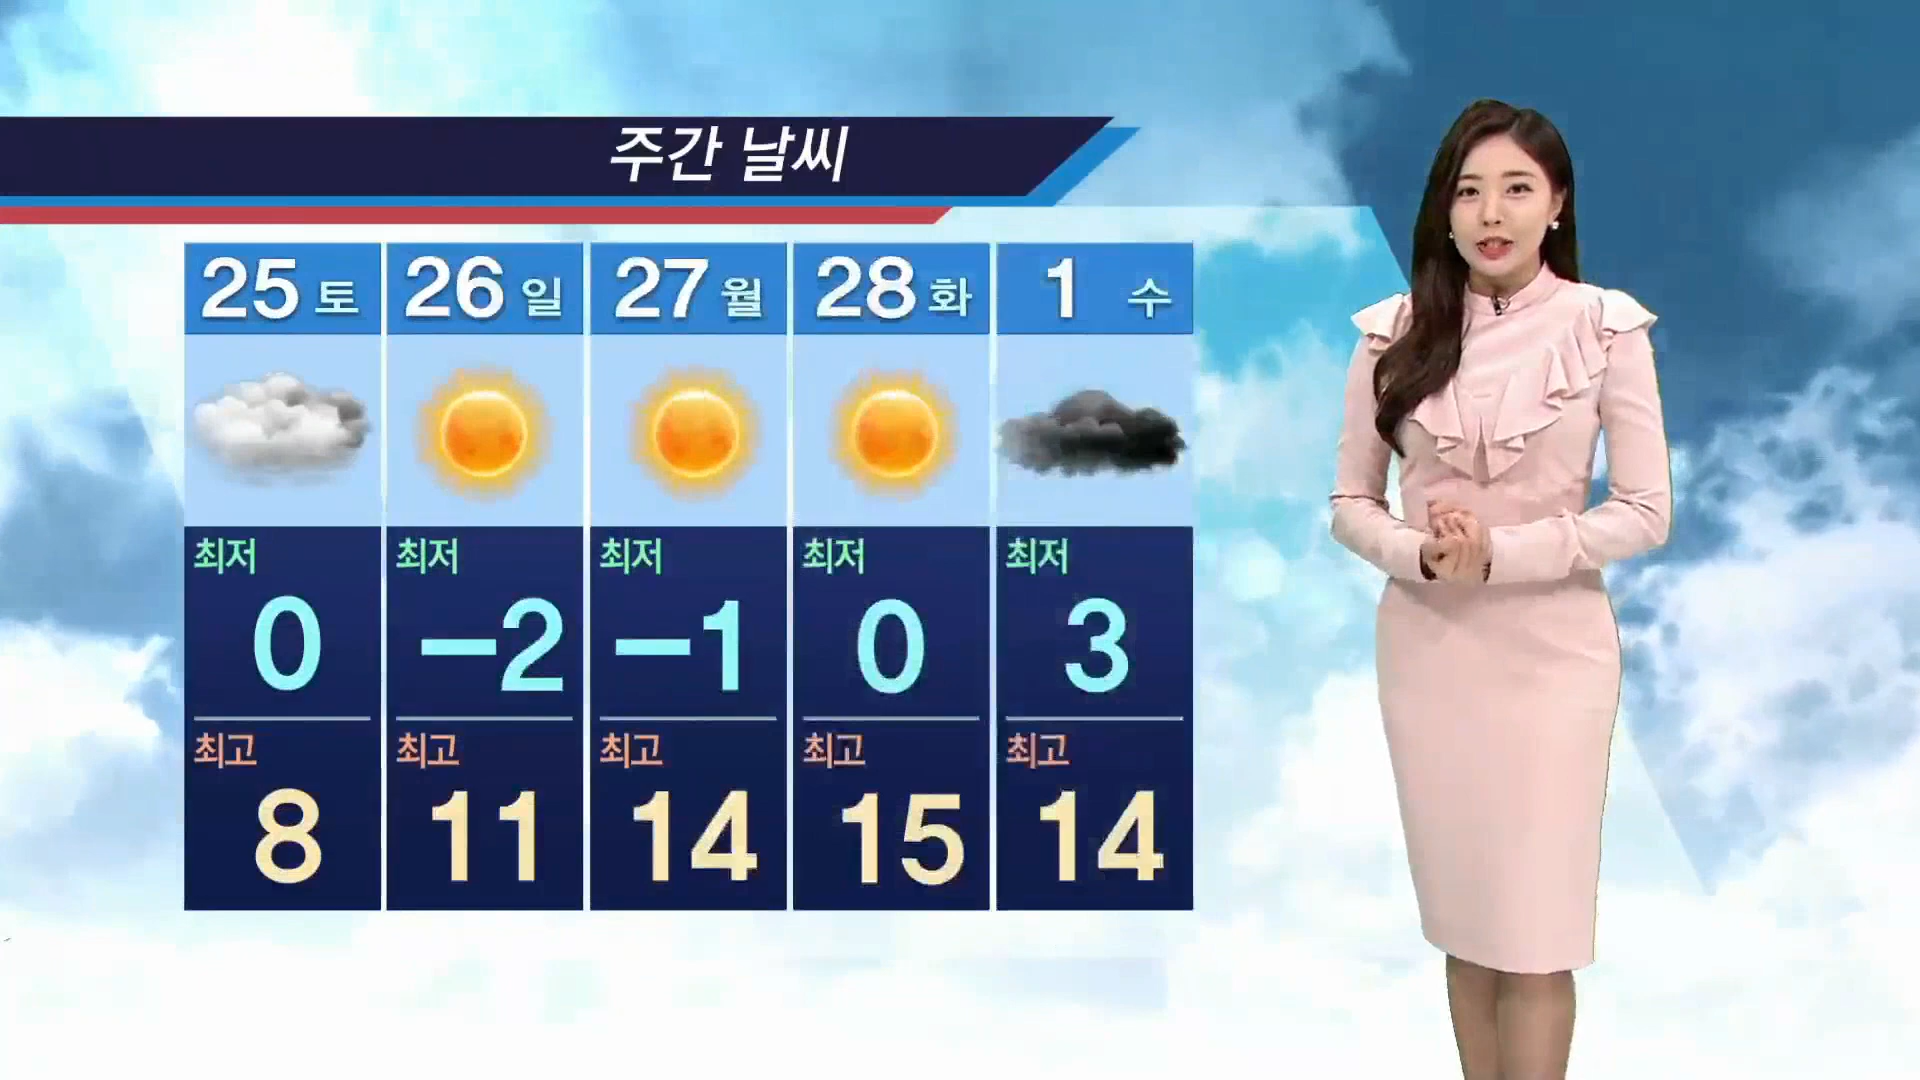 주간 날씨
25 토 26 일 27 월 28 화 1 수
최저 최저 최저 최저 최저
0 -2 -1 0 3
최고 최고 최고 최고 최고
8 11 14 15 14